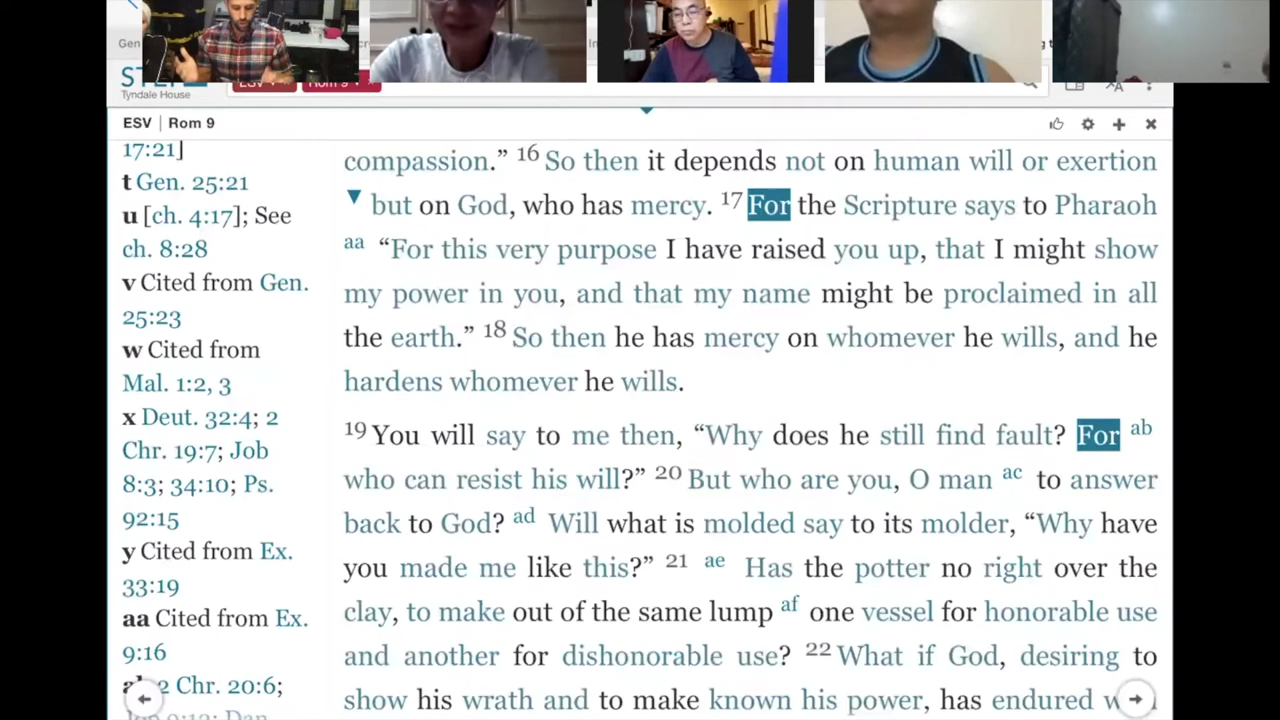 Gen
Tyndale House
ESV | Rom 9
17:21]
t Gen. 25:21
u [ch. 4:17]; See
ch. 8:28
v Cited from Gen.
25:23
w Cited from
Mal. 1:2, 3
x Deut. 32:4; 2
Chr. 19:7; Job
8:3; 34:10; Ps.
92:15
y Cited from Ex.
33:19
aa Cited from Ex.
9:16
2 Chr. 20:6;
compassion.” 16 So then it depends not on human will or exertion
but on God, who has mercy. 17 For the Scripture says to Pharaoh
aa “For this very purpose I have raised you up, that I might show
my power in you, and that my name might be proclaimed in all
the earth.” 18 So then he has mercy on whomever he wills, and he
hardens whomever he wills.
19 You will say to me then, “Why does he still find fault? For ab
who can resist his will?” 20 But who are you, O man ac to answer
back to God? ad Will what is molded say to its molder, “Why have
you made me like this?” 21 ae Has the potter no right over the
clay, to make out of the same lump af one vessel for honorable use
and another for dishonorable use? 22 What if God, desiring to
show his wrath and to make known his power, has endured